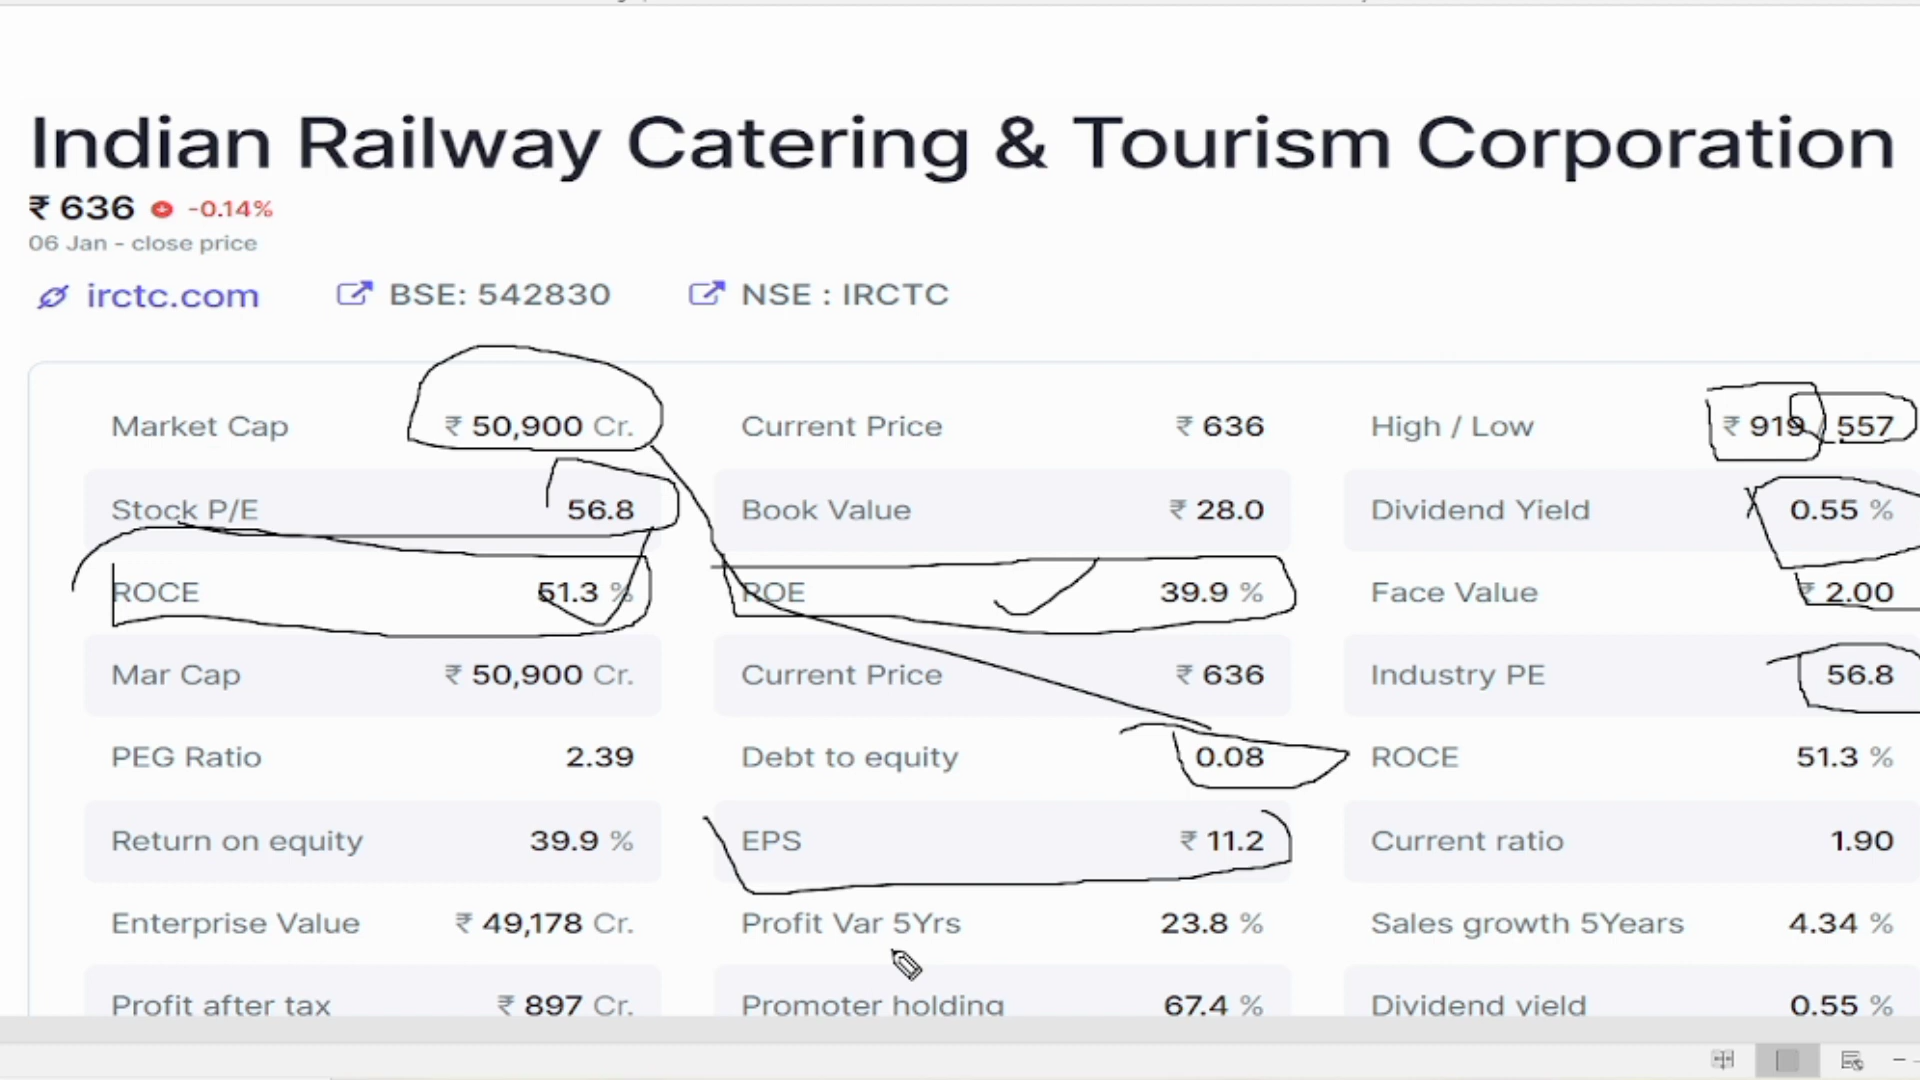 Indian Railway Catering & Tourism Corporation
₹ 636 -0.14%
06 Jan - close price
irctc.com BSE: 542830 NSE : IRCTC
Market Cap ₹ 50,900 Cr. Current Price ₹ 636 High / Low ₹ 919 557
Stock P/E 56.8 Book Value ₹ 28.0 Dividend Yield 0.55 %
ROCE 51.3 % ROE 39.9 % Face Value ₹ 2.00
Mar Cap ₹ 50,900 Cr. Current Price ₹ 636 Industry PE 56.8
PEG Ratio 2.39 Debt to equity 0.08 ROCE 51.3 %
Return on equity 39.9 % EPS ₹ 11.2 Current ratio 1.90
Enterprise Value ₹ 49,178 Cr. Profit Var 5Yrs 23.8 % Sales growth 5Years 4.34 %
Profit after tax ₹ 897 Cr. Promoter holding 67.4 % Dividend yield 0.55 %